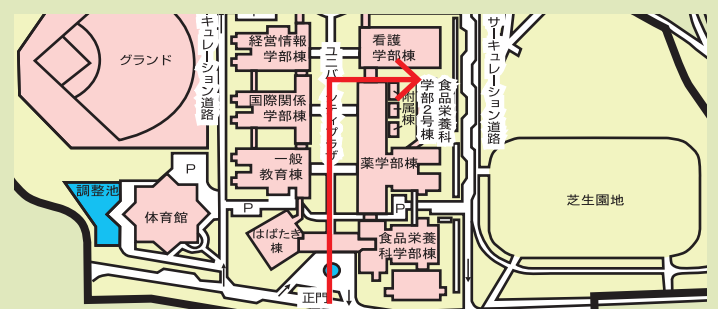 グランド
キュレーション道路
経営情報
学部棟
国際関係
学部棟
一般
教育棟
ユニバーシティプラザ
看護
学部棟
附属棟
食品栄養科
学部2号棟
薬学部棟
サーキュレーション道路
芝生園地
調整池
体育館
P
P
P
はばたき
棟
食品栄養
科学部棟
正門